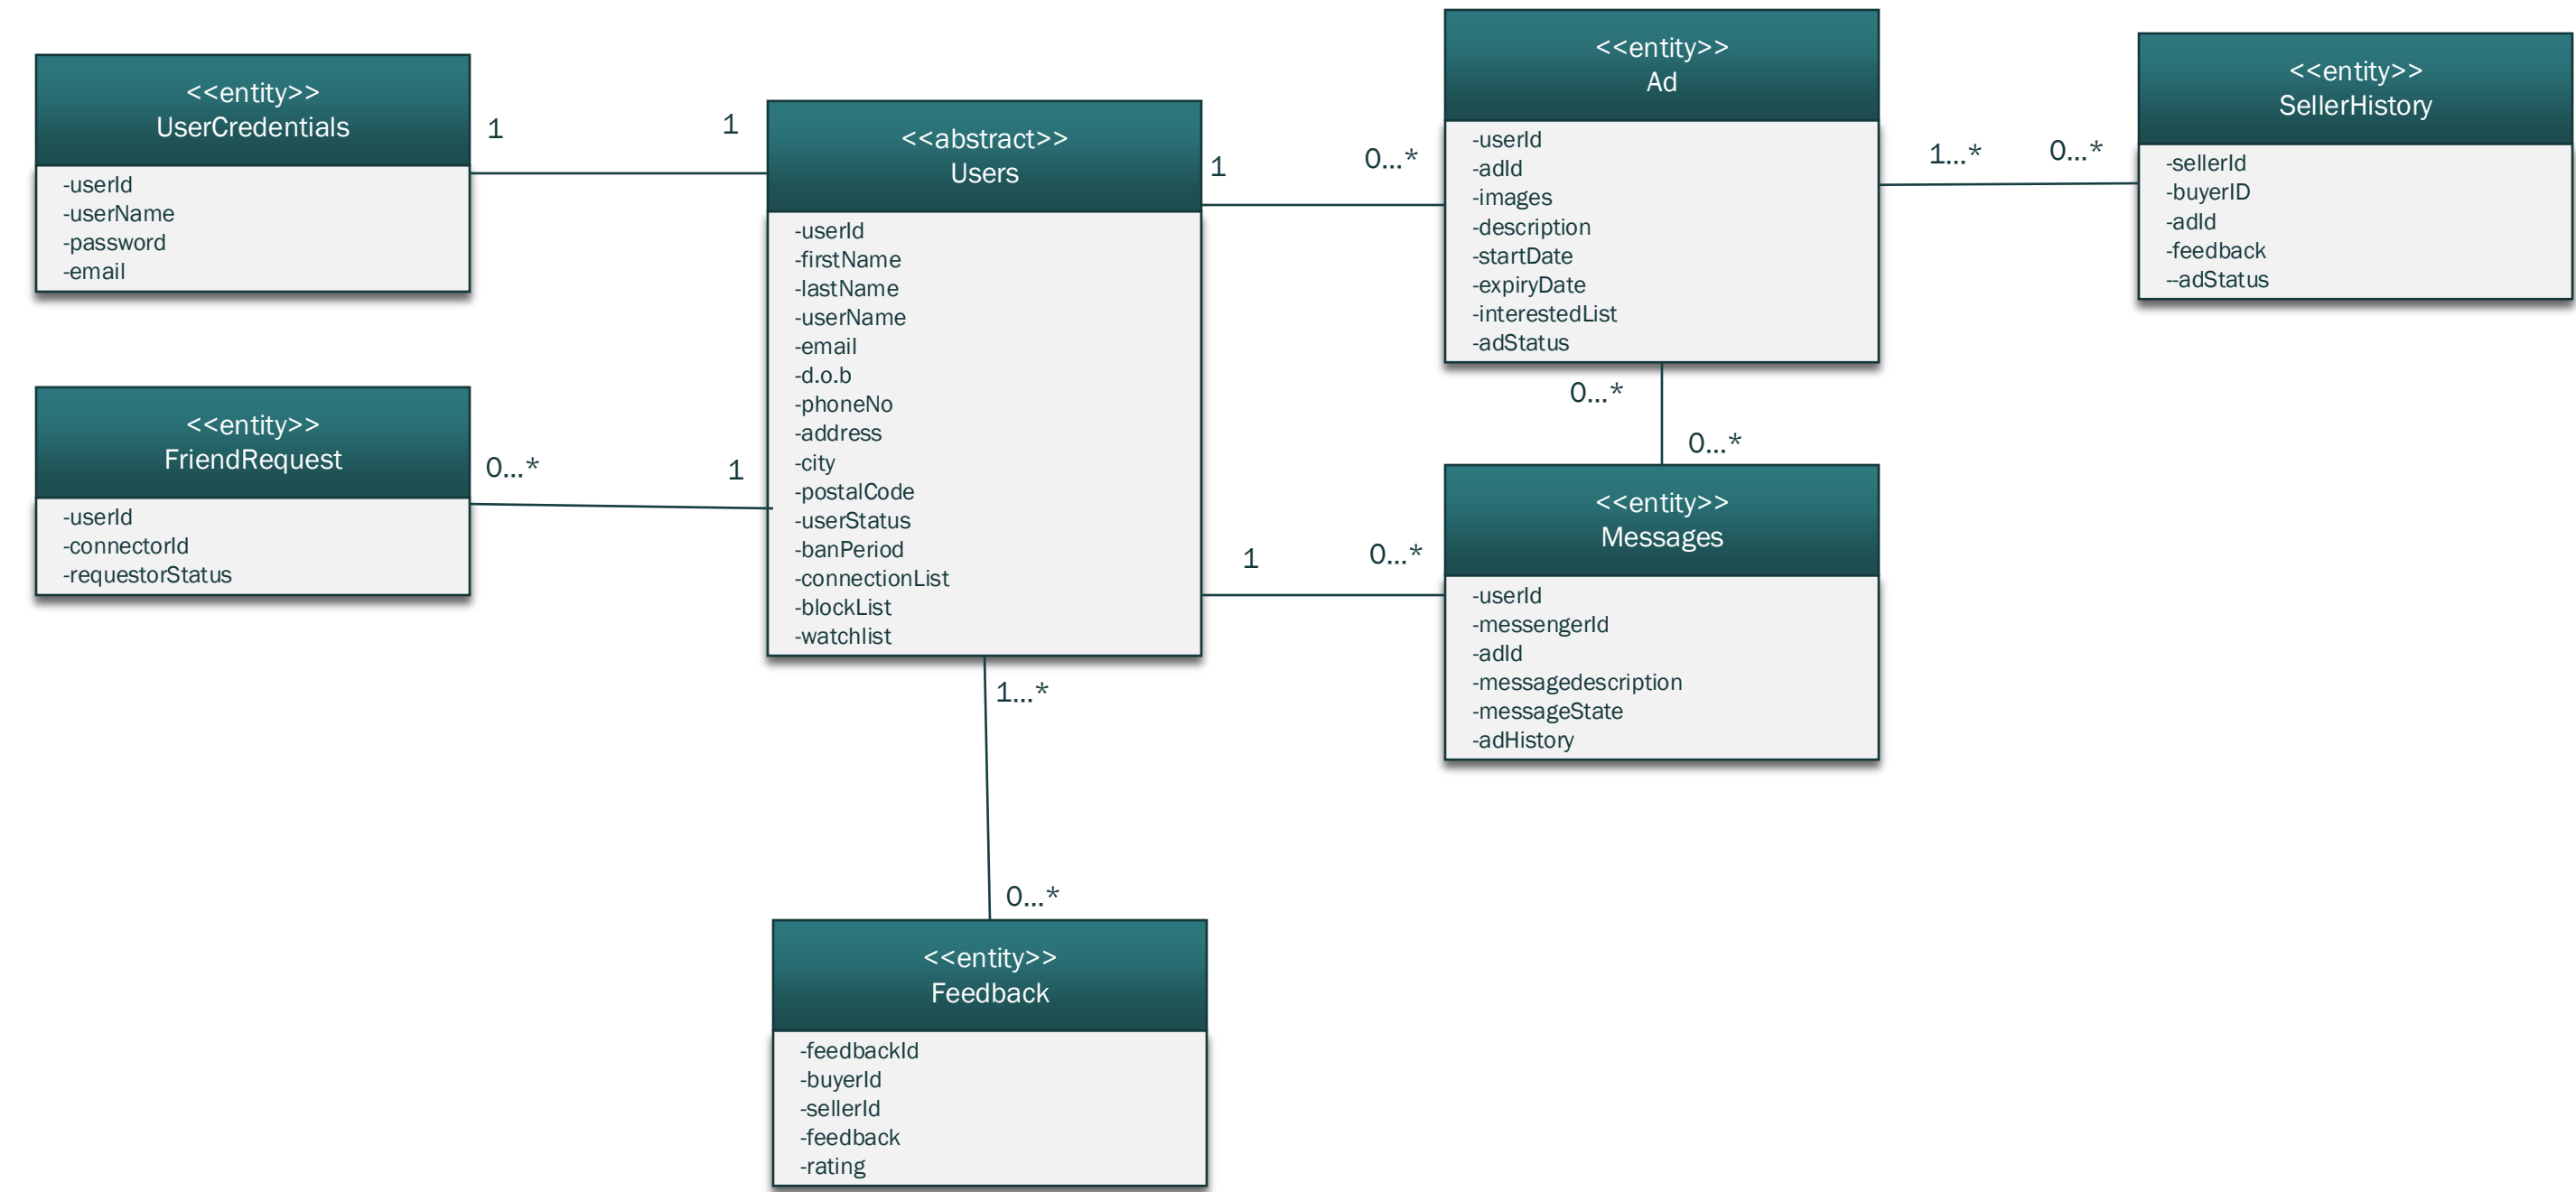 <<entity>>
UserCredentials
-userId
-userName
-password
-email
1
1
<<abstract>>
Users
-userId
-firstName
-lastName
-userName
-email
-d.o.b
-phoneNo
-address
-city
-postalCode
-userStatus
-banPeriod
-connectionList
-blockList
-watchlist
1
0...*
<<entity>>
Ad
-userId
-adId
-images
-description
-startDate
-expiryDate
-interestedList
-adStatus
1...*
0...*
<<entity>>
SellerHistory
-sellerId
-buyerID
-adId
-feedback
--adStatus
<<entity>>
FriendRequest
-userId
-connectorId
-requestorStatus
0...*
1
0...*
0...*
1
0...*
<<entity>>
Messages
-userId
-messengerId
-adId
-messagedescription
-messageState
-adHistory
1...*
0...*
<<entity>>
Feedback
-feedbackId
-buyerId
-sellerId
-feedback
-rating